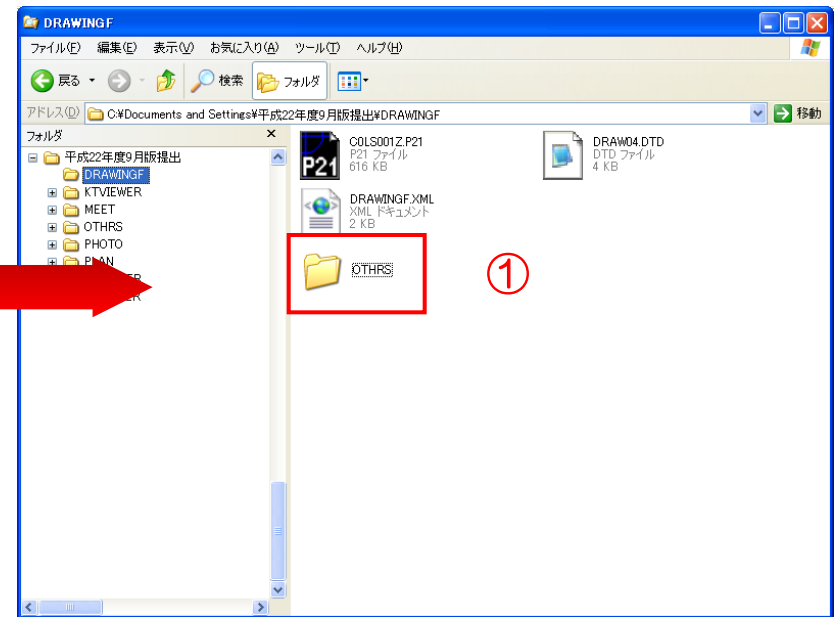 DRAWINGF
ファイル(F) 編集(E) 表示(V) お気に入り(A) ツール(T) ヘルプ(H)
戻る 検索 フォルダ
アドレス(D) C:¥Documents and Settings¥平成22年度9月版提出¥DRAWINGF 移動
フォルダ ×
平成22年度9月版提出
DRAWINGF
KTVIEWER
MEET
OTHRS
PHOTO
PLAN
P21
C0LS001Z.P21
P21 ファイル
616 KB
DRAW04.DTD
DTD ファイル
4 KB
DRAWINGF.XML
XML ドキュメント
2 KB
OTHRS
①